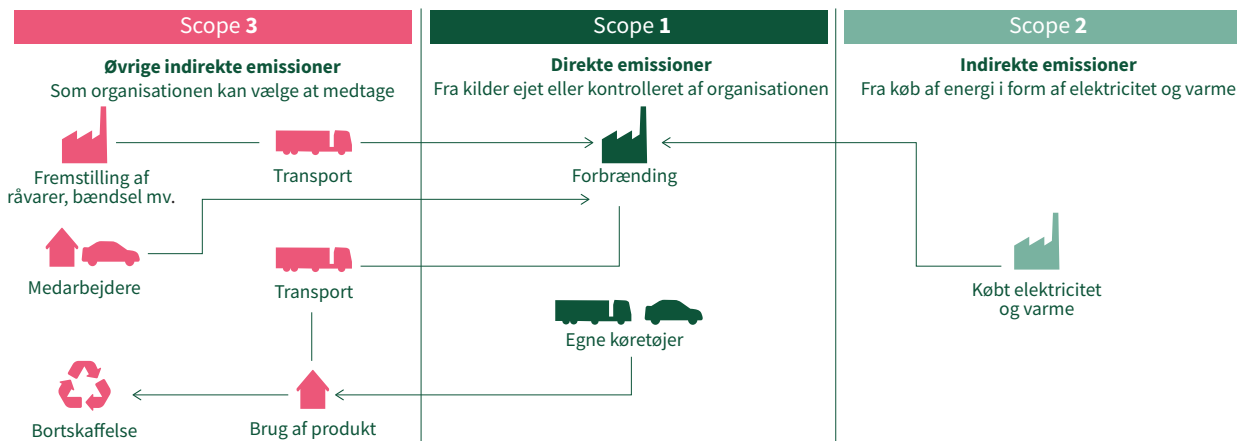 Scope 3
Øvrige indirekte emissioner
Som organisationen kan vælge at medtage
Fremstilling af
råvarer, bændsel mv.
Transport
Medarbejdere
Transport
Bortskaffelse
Brug af produkt
Scope 1
Direkte emissioner
Fra kilder ejet eller kontrolleret af organisationen
Forbrænding
Egne køretøjer
Scope 2
Indirekte emissioner
Fra køb af energi i form af elektricitet og varme
Købt elektricitet
og varme